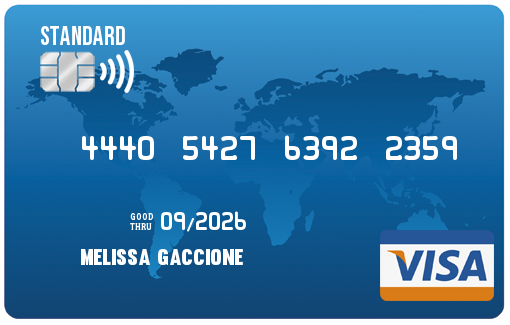 STANDARD
4440 5427 6392 2359
GOOD
THRU 09/2026
MELISSA GACCIONE
VISA